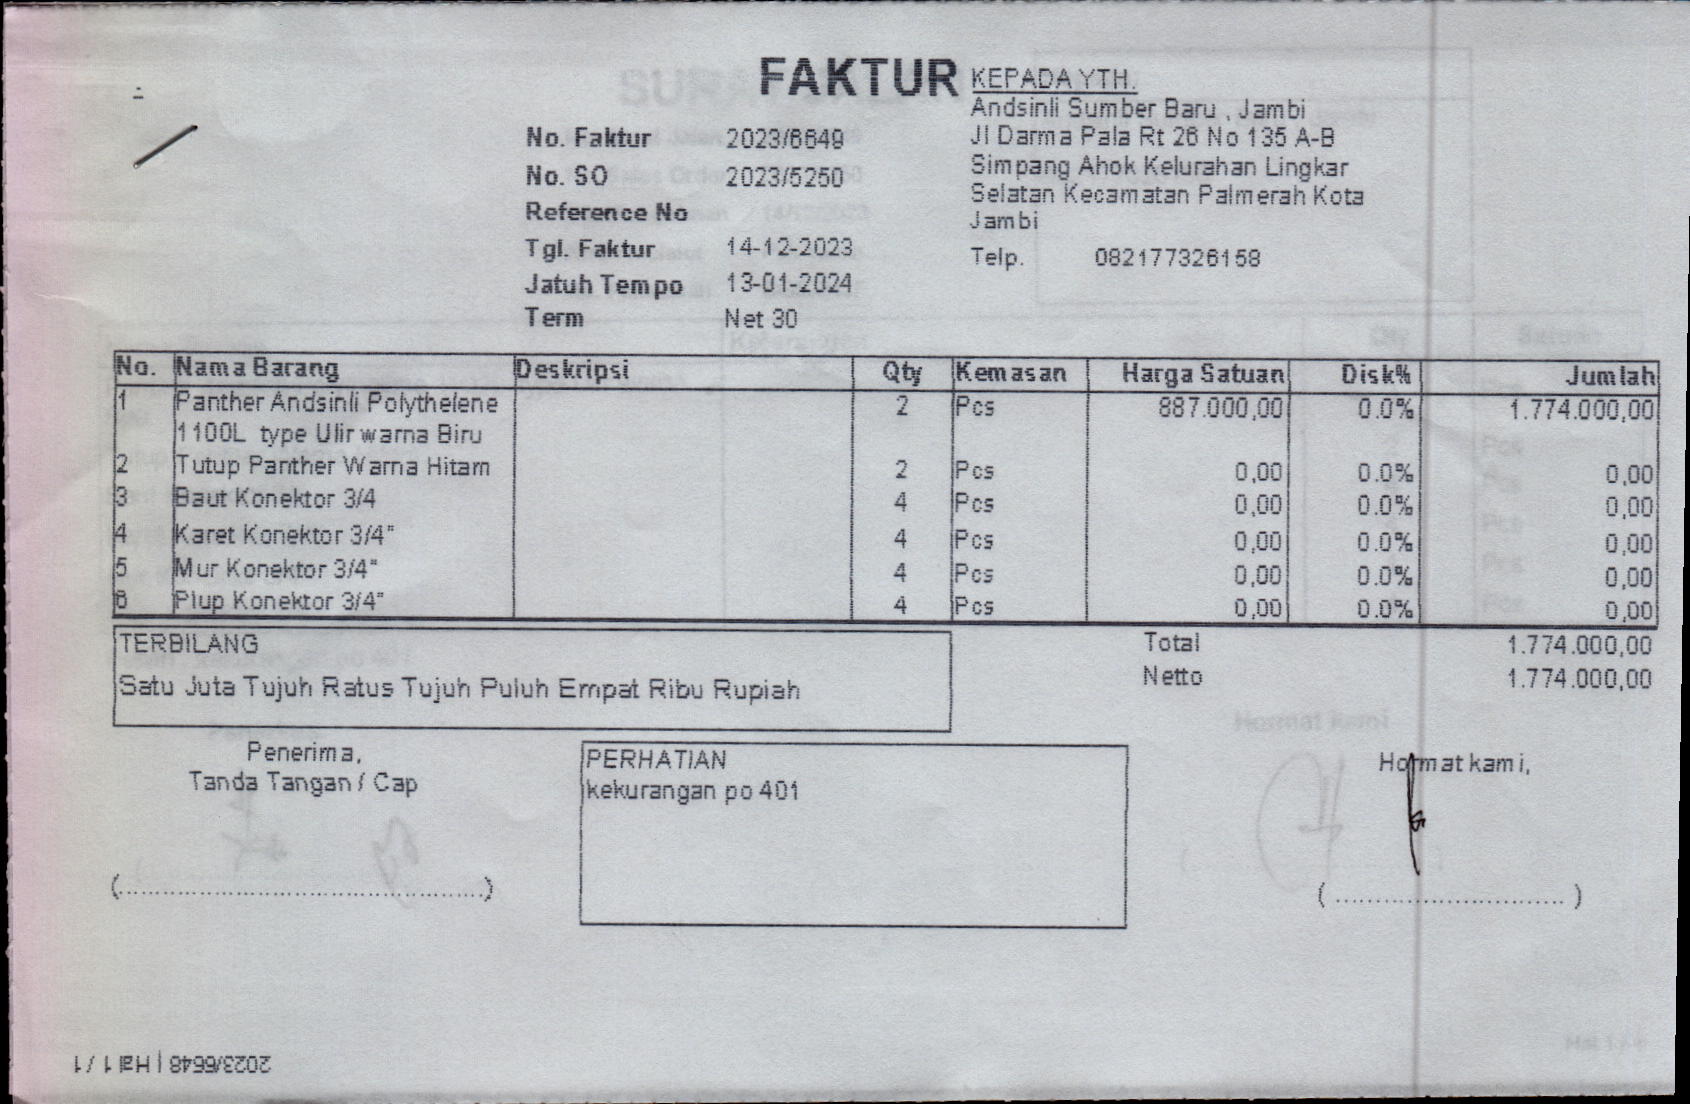 FAKTUR
No. Faktur 2023/6649
No. SO 2023/5250
Reference No
Tgl. Faktur 14-12-2023
Jatuh Tempo 13-01-2024
Term Net 30
KEPADA YTH.
Andsinli Sumber Baru , Jambi
Jl Darma Pala Rt 26 No 135 A-B
Simpang Ahok Kelurahan Lingkar
Selatan Kecamatan Palmerah Kota
Jambi
Telp. 082177326158
No. Nama Barang Deskripsi Qty Kemasan Harga Satuan Disk% Jumlah
1 Panther Andsinli Polythelene 2 Pcs 887.000,00 0.0% 1.774.000,00
1100L type Ulir warna Biru
2 Tutup Panther Warna Hitam 2 Pcs 0,00 0.0% 0,00
3 Baut Konektor 3/4 4 Pcs 0,00 0.0% 0,00
4 Karet Konektor 3/4" 4 Pcs 0,00 0.0% 0,00
5 Mur Konektor 3/4" 4 Pcs 0,00 0.0% 0,00
6 Plup Konektor 3/4" 4 Pcs 0,00 0.0% 0,00
TERBILANG
Satu Juta Tujuh Ratus Tujuh Puluh Empat Ribu Rupiah
Total 1.774.000,00
Netto 1.774.000,00
Penerima,
Tanda Tangan / Cap
(...............................................)
PERHATIAN
kekurangan po 401
Hormat kami,
( ............................. )
2023/6648 | Hal 1 / 1